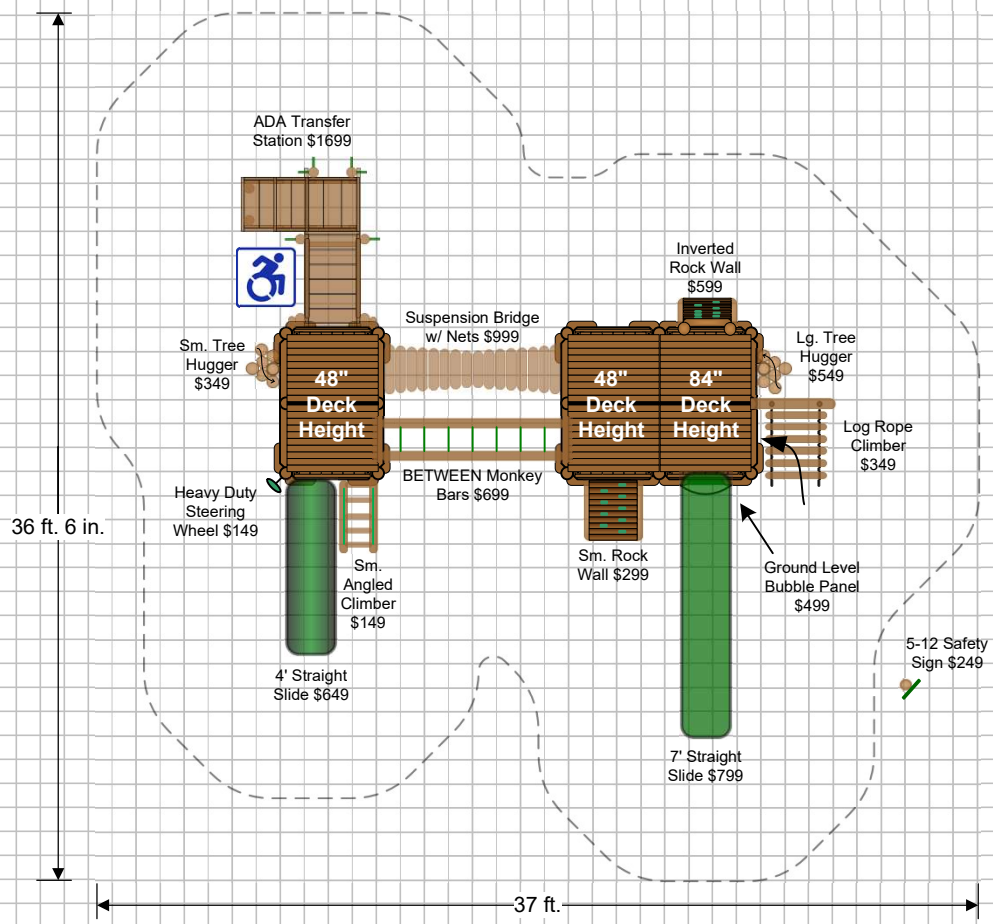 ADA Transfer
Station $1699
Inverted
Rock Wall
$599
Suspension Bridge
w/ Nets $999
Sm. Tree
Hugger
$349
Lg. Tree
Hugger
$549
48"
Deck
Height
48"
Deck
Height
84"
Deck
Height
Log Rope
Climber
$349
BETWEEN Monkey
Bars $699
Heavy Duty
Steering
Wheel $149
36 ft. 6 in.
Sm. Rock
Wall $299
Sm.
Angled
Climber
$149
Ground Level
Bubble Panel
$499
5-12 Safety
Sign $249
4' Straight
Slide $649
7' Straight
Slide $799
37 ft.